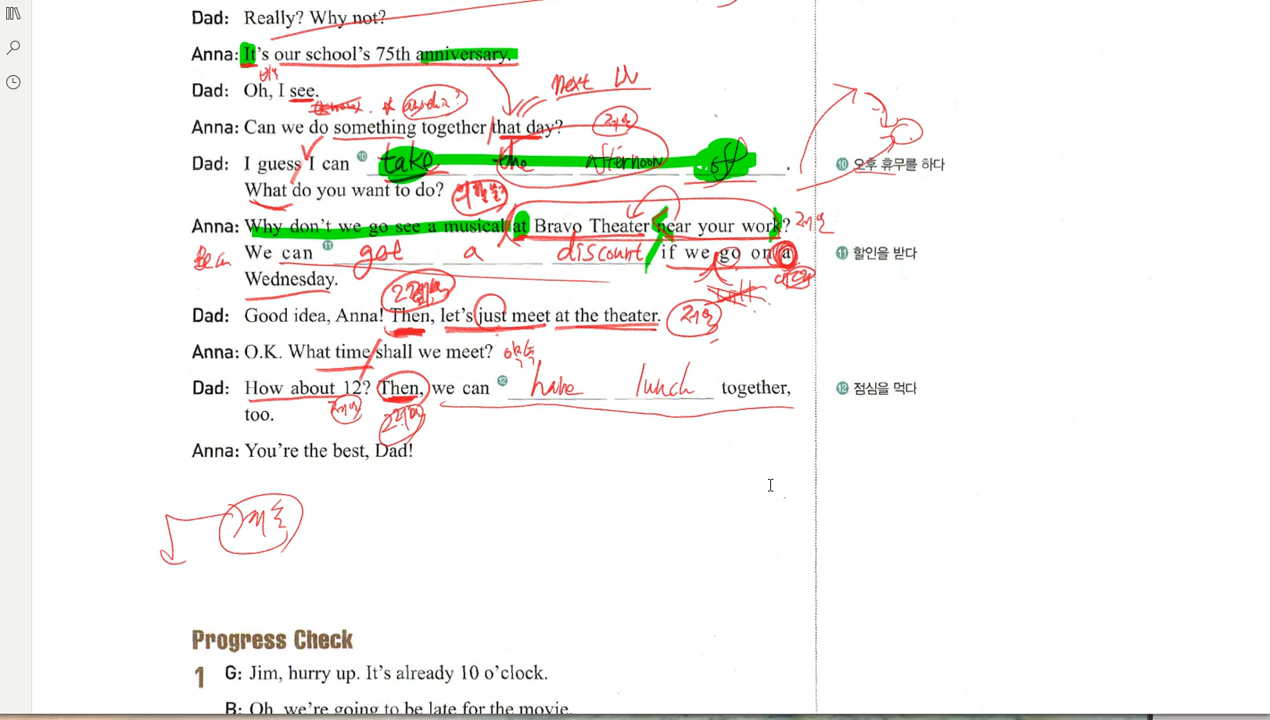 Dad: Really? Why not?
Anna: It's our school's 75th anniversary.
Dad: Oh, I see.
next W
Anna: Can we do something together that day?
Dad: I guess I can ⑩ take the afternoon off .
⑩ 오후 휴무를 하다
What do you want to do?
Anna: Why don't we go see a musical at Bravo Theater near your work?
We can ⑪ get a discount if we go on a
⑪ 할인을 받다
Wednesday.
Dad: Good idea, Anna! Then, let's just meet at the theater.
Anna: O.K. What time shall we meet?
Dad: How about 12? Then, we can ⑫ have lunch together,
⑫ 점심을 먹다
too.
Anna: You're the best, Dad!
Progress Check
1 G: Jim, hurry up. It's already 10 o'clock.
B: Oh, we're going to be late for the movie.